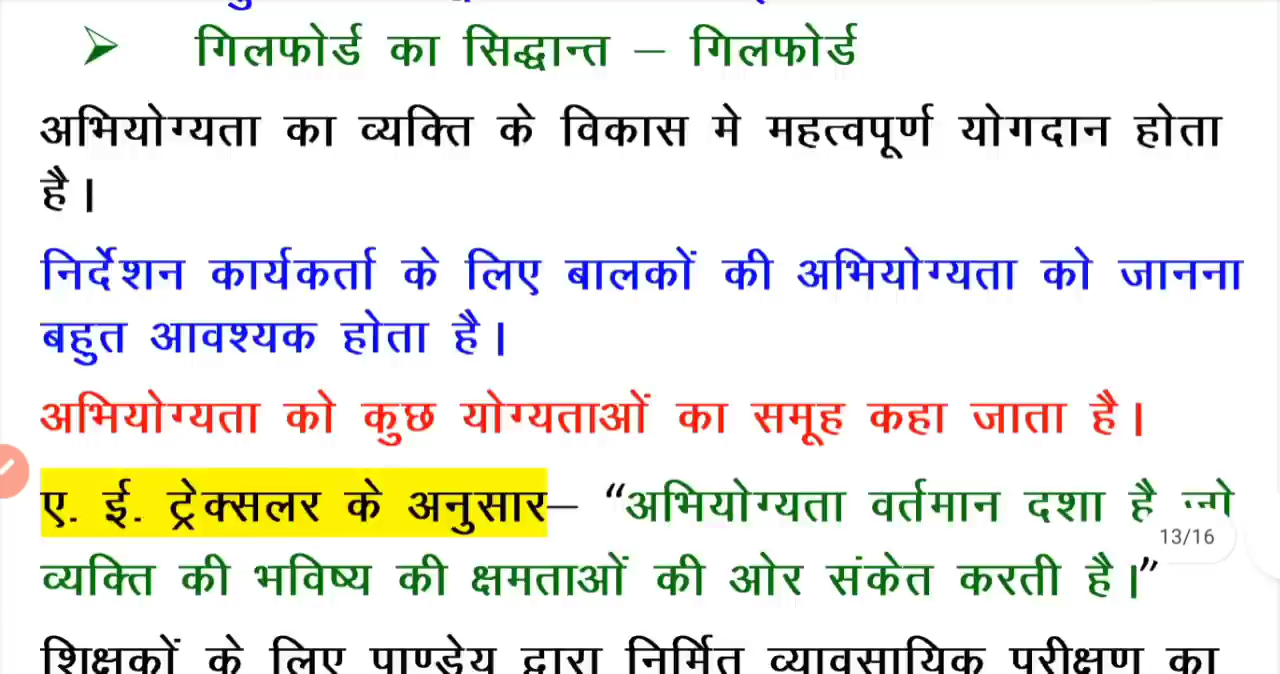 ➢ गिलफोर्ड का सिद्धान्त – गिलफोर्ड
अभियोग्यता का व्यक्ति के विकास मे महत्वपूर्ण योगदान होता
है।
निर्देशन कार्यकर्ता के लिए बालकों की अभियोग्यता को जानना
बहुत आवश्यक होता है।
अभियोग्यता को कुछ योग्यताओं का समूह कहा जाता है।
ए. ई. ट्रेक्सलर के अनुसार– “अभियोग्यता वर्तमान दशा है जो
13/16
व्यक्ति की भविष्य की क्षमताओं की ओर संकेत करती है।”
शिक्षकों के लिए पाण्डेय द्वारा निर्मित व्यावसायिक परीक्षण का